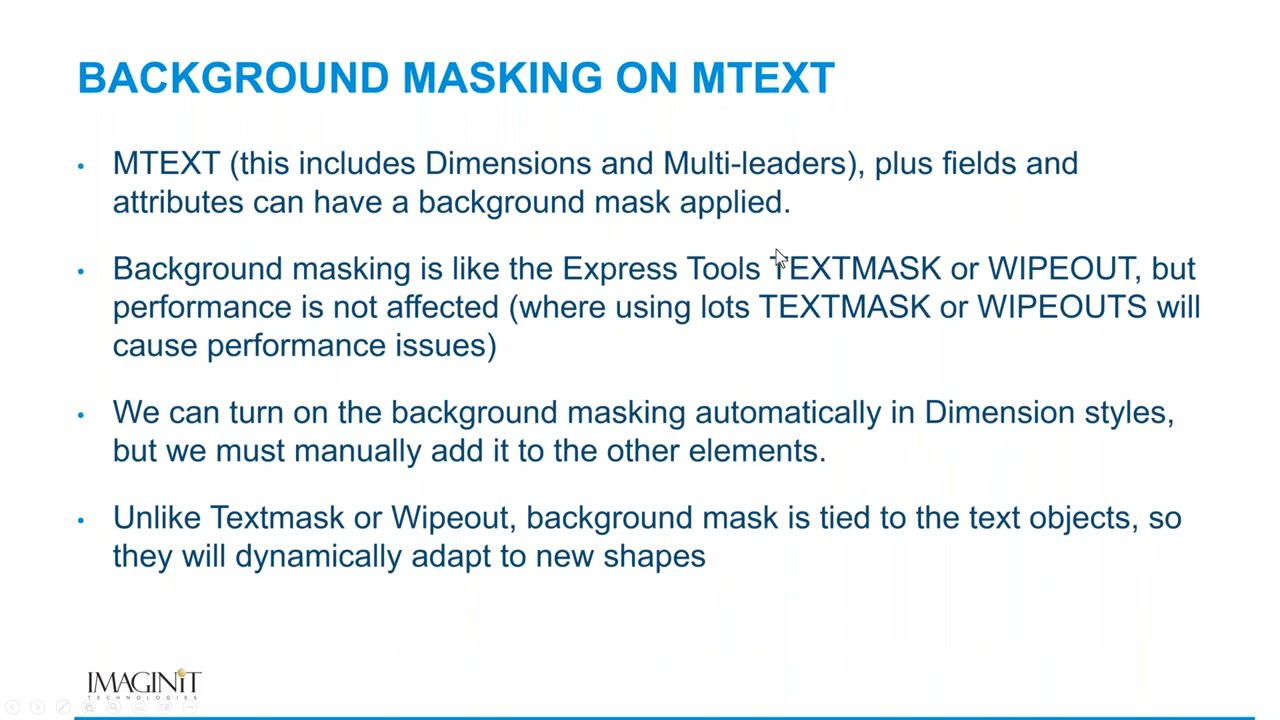 BACKGROUND MASKING ON MTEXT
• MTEXT (this includes Dimensions and Multi-leaders), plus fields and
attributes can have a background mask applied.
• Background masking is like the Express Tools TEXTMASK or WIPEOUT, but
performance is not affected (where using lots TEXTMASK or WIPEOUTS will
cause performance issues)
• We can turn on the background masking automatically in Dimension styles,
but we must manually add it to the other elements.
• Unlike Textmask or Wipeout, background mask is tied to the text objects, so
they will dynamically adapt to new shapes
IMAGINiT
TECHNOLOGIES